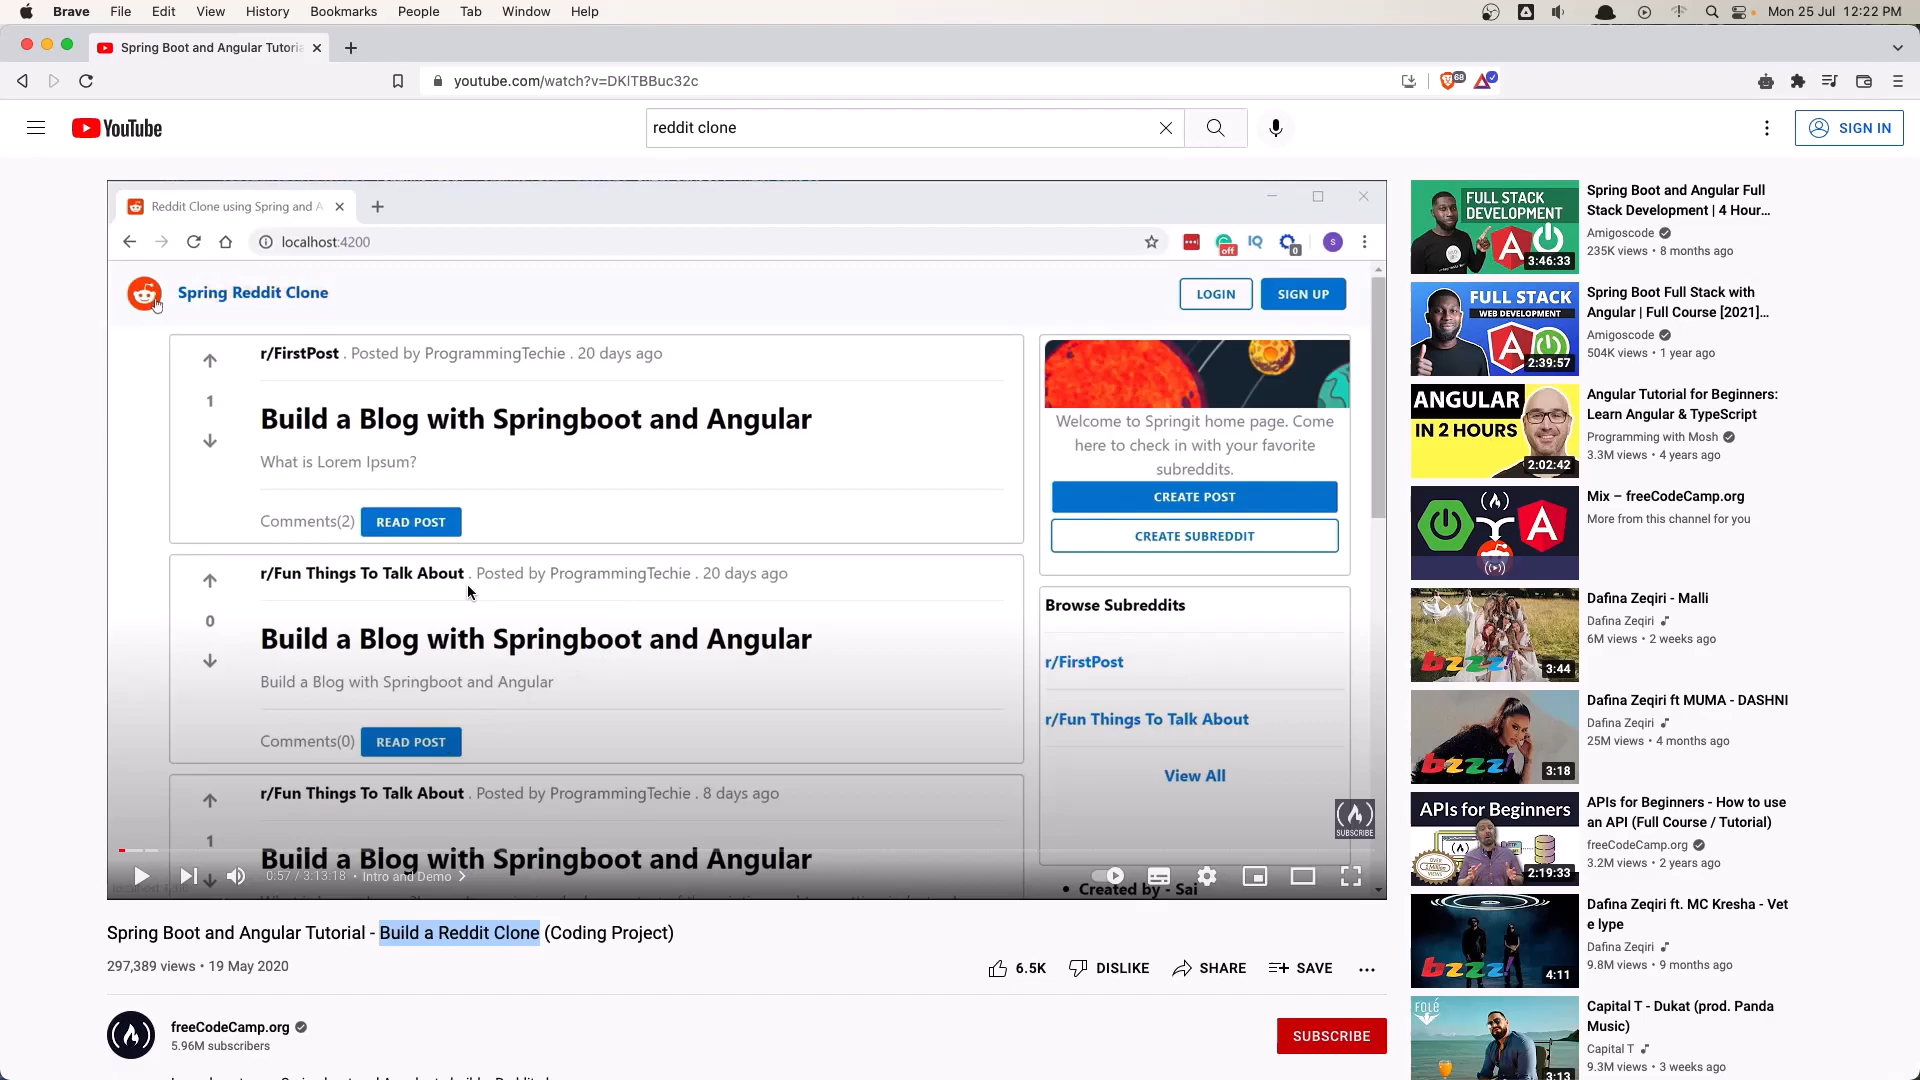 Brave File Edit View History Bookmarks People Tab Window Help
Mon 25 Jul 12:22 PM
Spring Boot and Angular Tutoria
youtube.com/watch?v=DKlTBBuc32c
68
YouTube
reddit clone
SIGN IN
Reddit Clone using Spring and A
localhost:4200
off IQ 0 S
Spring Reddit Clone
LOGIN
SIGN UP
r/FirstPost . Posted by ProgrammingTechie . 20 days ago
1
Build a Blog with Springboot and Angular
What is Lorem Ipsum?
Comments(2) READ POST
r/Fun Things To Talk About . Posted by ProgrammingTechie . 20 days ago
0
Build a Blog with Springboot and Angular
Build a Blog with Springboot and Angular
Comments(0) READ POST
r/Fun Things To Talk About . Posted by ProgrammingTechie . 8 days ago
1
Build a Blog with Springboot and Angular
Welcome to Springit home page. Come
here to check in with your favorite
subreddits.
CREATE POST
CREATE SUBREDDIT
Browse Subreddits
r/FirstPost
r/Fun Things To Talk About
View All
SUBSCRIBE
• Created by - Sai
0:57 / 3:13:18 • Intro and Demo
Spring Boot and Angular Tutorial - Build a Reddit Clone (Coding Project)
297,389 views • 19 May 2020
6.5K DISLIKE SHARE SAVE
freeCodeCamp.org
5.96M subscribers
SUBSCRIBE
FULL STACK
DEVELOPMENT
3:46:33
Spring Boot and Angular Full
Stack Development | 4 Hour...
Amigoscode
235K views • 8 months ago
FULL STACK
WEB DEVELOPMENT
2:39:57
Spring Boot Full Stack with
Angular | Full Course [2021]...
Amigoscode
504K views • 1 year ago
ANGULAR
IN 2 HOURS
2:02:42
Angular Tutorial for Beginners:
Learn Angular & TypeScript
Programming with Mosh
3.3M views • 4 years ago
Mix – freeCodeCamp.org
More from this channel for you
bzzz!
3:44
Dafina Zeqiri - Malli
Dafina Zeqiri
6M views • 2 weeks ago
bzzz!
3:18
Dafina Zeqiri ft MUMA - DASHNI
Dafina Zeqiri
25M views • 4 months ago
APIs for Beginners
2:19:33
APIs for Beginners - How to use
an API (Full Course / Tutorial)
freeCodeCamp.org
3.2M views • 2 years ago
bzzz!
4:11
Dafina Zeqiri ft. MC Kresha - Vet
e lype
Dafina Zeqiri
9.8M views • 9 months ago
FOLÉ
3:13
Capital T - Dukat (prod. Panda
Music)
Capital T
9.3M views • 3 weeks ago